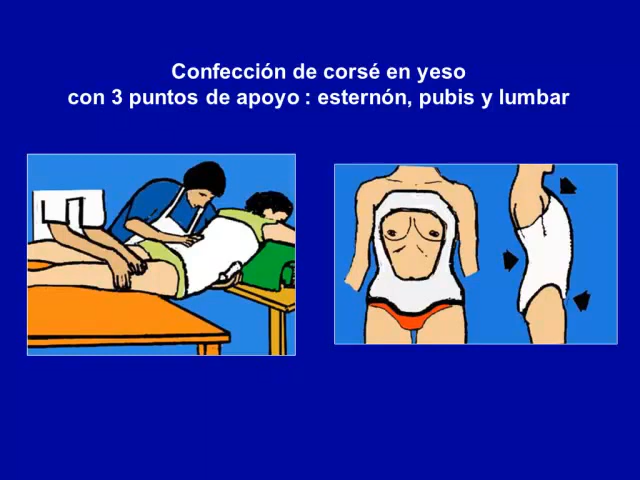 Confección de corsé en yeso
con 3 puntos de apoyo : esternón, pubis y lumbar